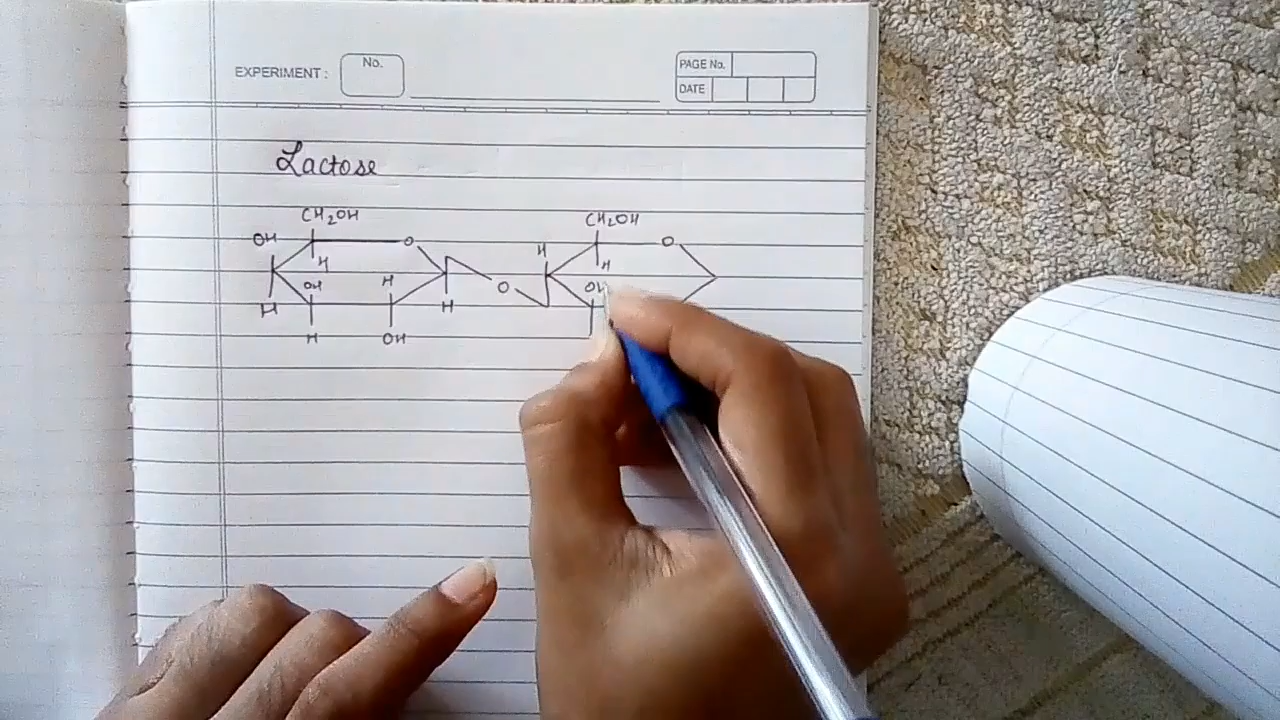 EXPERIMENT : No. PAGE No.
DATE
Lactose
CH₂OH CH₂OH
OH O H O
H H H
OH O OH
H H
H OH